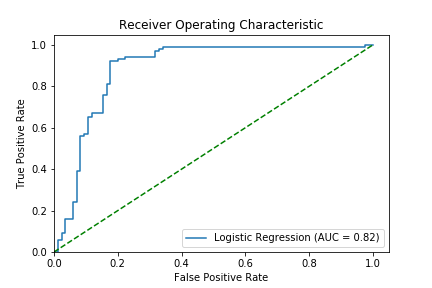 Receiver Operating Characteristic
True Positive Rate
1.0
0.8
0.6
0.4
0.2
0.0
Logistic Regression (AUC = 0.82)
0.0 0.2 0.4 0.6 0.8 1.0
False Positive Rate